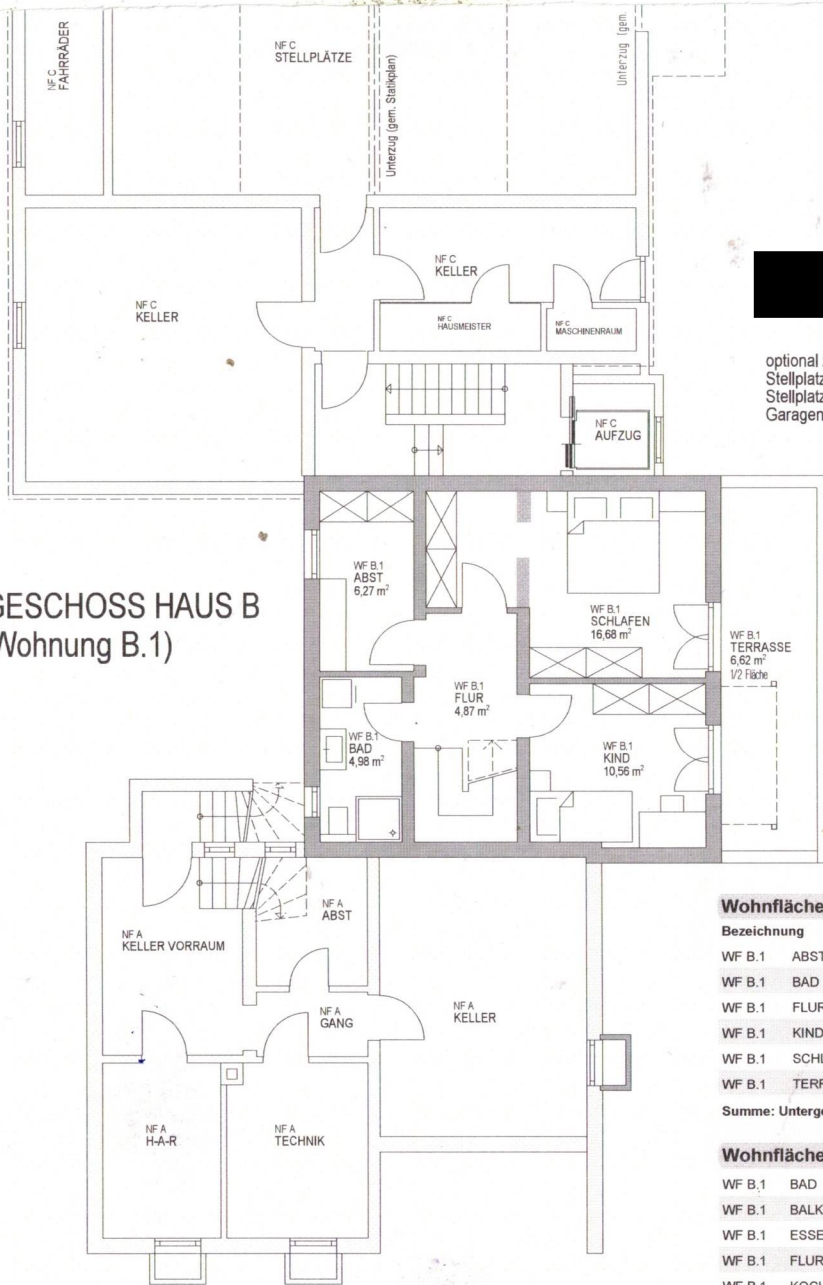 NF C
FAHRRÄDER
NF C
STELLPLÄTZE
Unterzug (gem. Statikplan)
Unterzug (gem.
NF C
KELLER
NF C
KELLER
NF C
HAUSMEISTER
NF C
MASCHINENRAUM
optional
Stellplatz
Stellplatz
Garagen
NF C
AUFZUG
GESCHOSS HAUS B
Wohnung B.1)
WF B.1
ABST
6,27 m²
WF B.1
SCHLAFEN
16,68 m²
WF B.1
TERRASSE
6,62 m²
1/2 Fläche
WF B.1
FLUR
4,87 m²
WF B.1
BAD
4,98 m²
WF B.1
KIND
10,56 m²
NF A
ABST
NF A
KELLER VORRAUM
NF A
GANG
NF A
KELLER
NF A
H-A-R
NF A
TECHNIK
Wohnfläche
Bezeichnung
WF B.1 ABST
WF B.1 BAD
WF B.1 FLUR
WF B.1 KIND
WF B.1 SCHL
WF B.1 TERR
Summe: Unterge
Wohnfläche
WF B.1 BAD
WF B.1 BALK
WF B.1 ESSE
WF B.1 FLUR